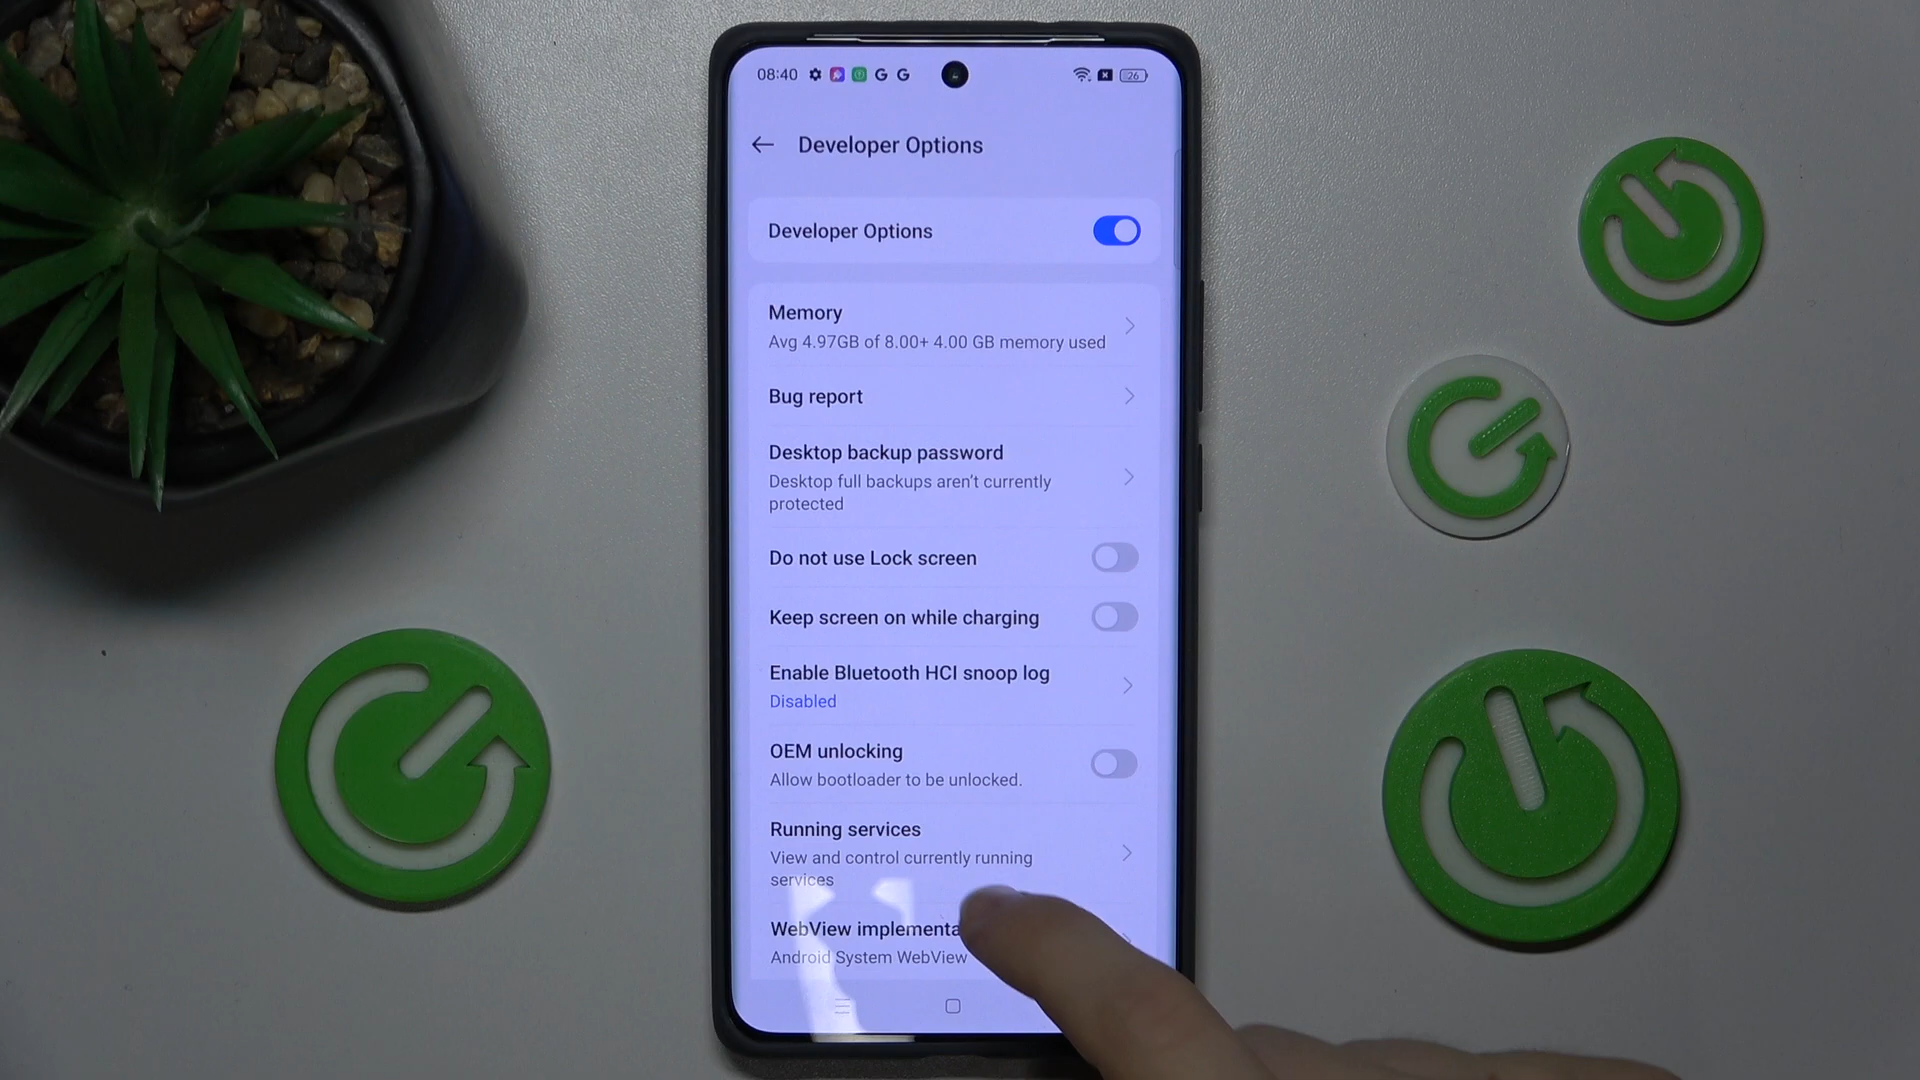 08:40 G G 26
Developer Options
Developer Options
Memory
Avg 4.97GB of 8.00+ 4.00 GB memory used
Bug report
Desktop backup password
Desktop full backups aren't currently
protected
Do not use Lock screen
Keep screen on while charging
Enable Bluetooth HCI snoop log
Disabled
OEM unlocking
Allow bootloader to be unlocked.
Running services
View and control currently running
services
WebView implementa
Android System WebView